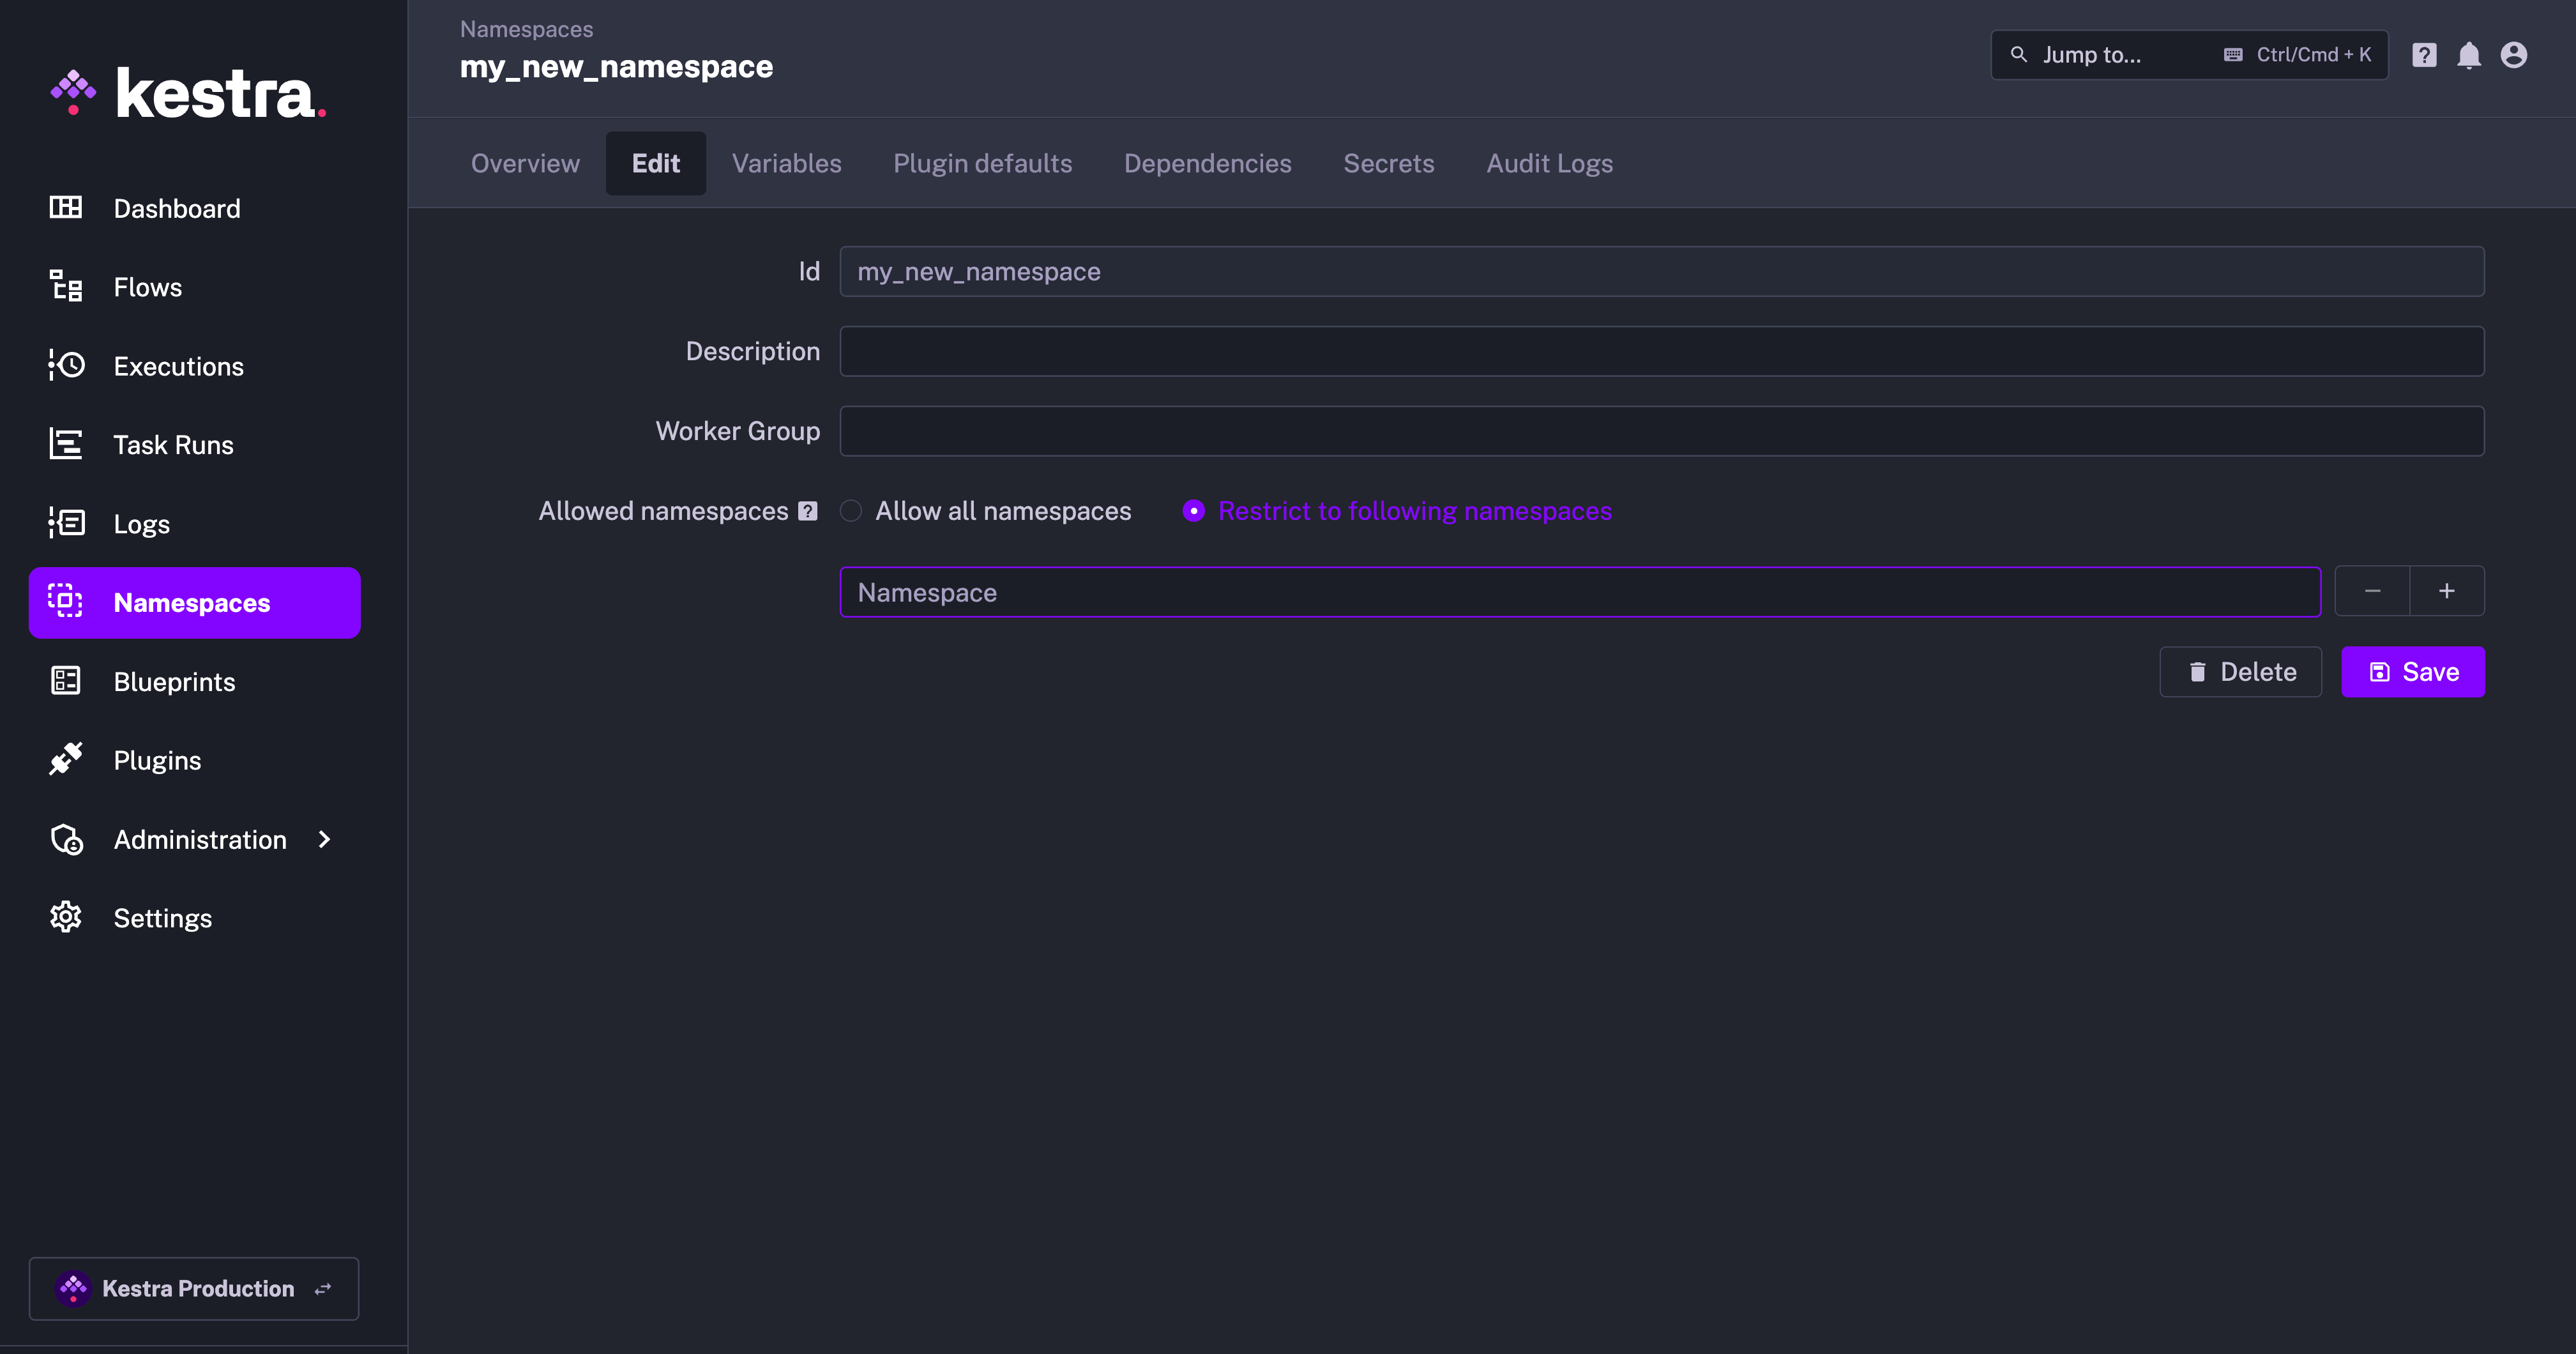 kestra.
Dashboard
Flows
Executions
Task Runs
Logs
Namespaces
Blueprints
Plugins
Administration
Settings
Kestra Production
Namespaces
my_new_namespace
Jump to...
Ctrl/Cmd + K
?
Overview
Edit
Variables
Plugin defaults
Dependencies
Secrets
Audit Logs
Id
my_new_namespace
Description
Worker Group
Allowed namespaces ?
Allow all namespaces
Restrict to following namespaces
Namespace
− +
Delete
Save